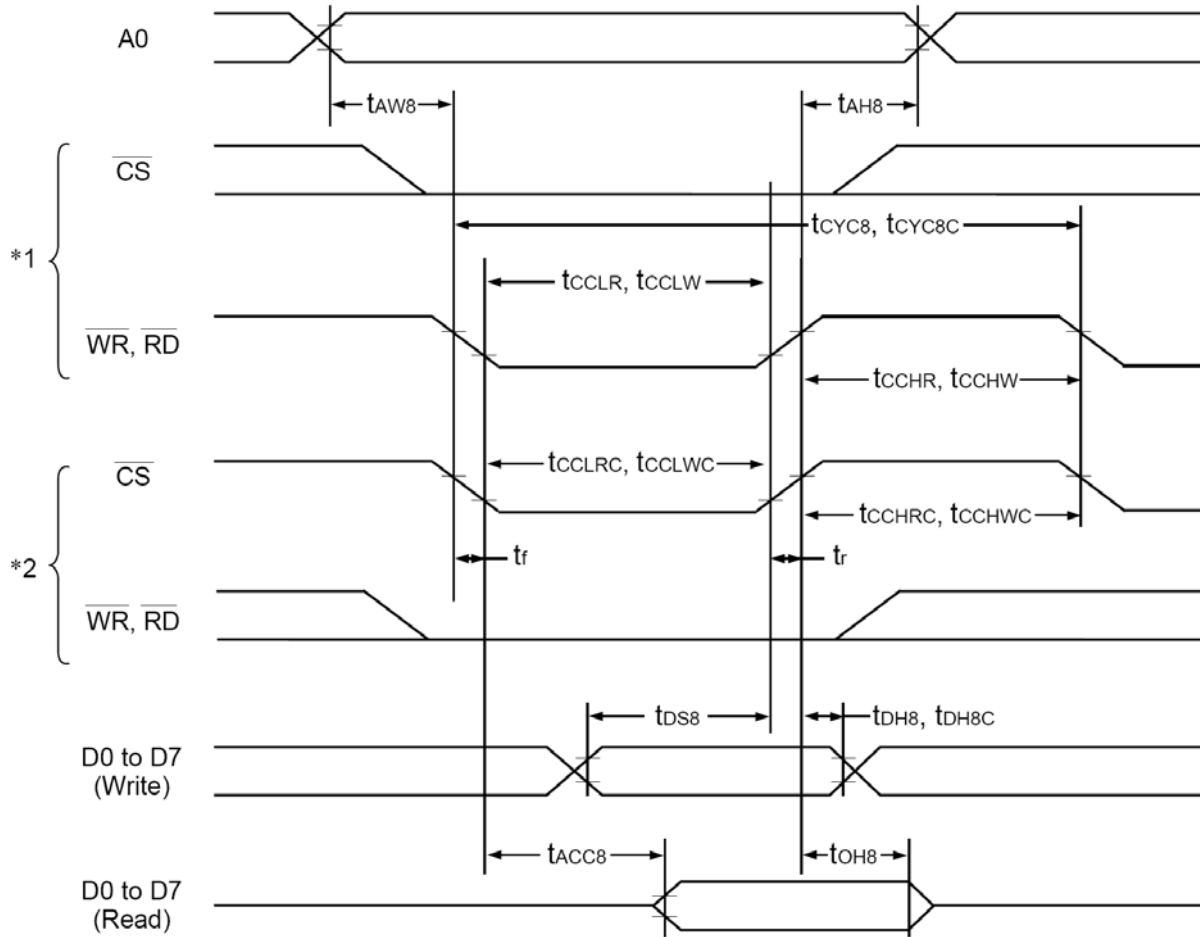 A0
tAW8
tAH8
CS
tCYC8, tCYC8C
*1
tCCLR, tCCLW
WR, RD
tCCHR, tCCHW
CS
tCCLRC, tCCLWC
tCCHRC, tCCHWC
*2
tf
tr
WR, RD
tDS8
tDH8, tDH8C
D0 to D7
(Write)
tACC8
tOH8
D0 to D7
(Read)